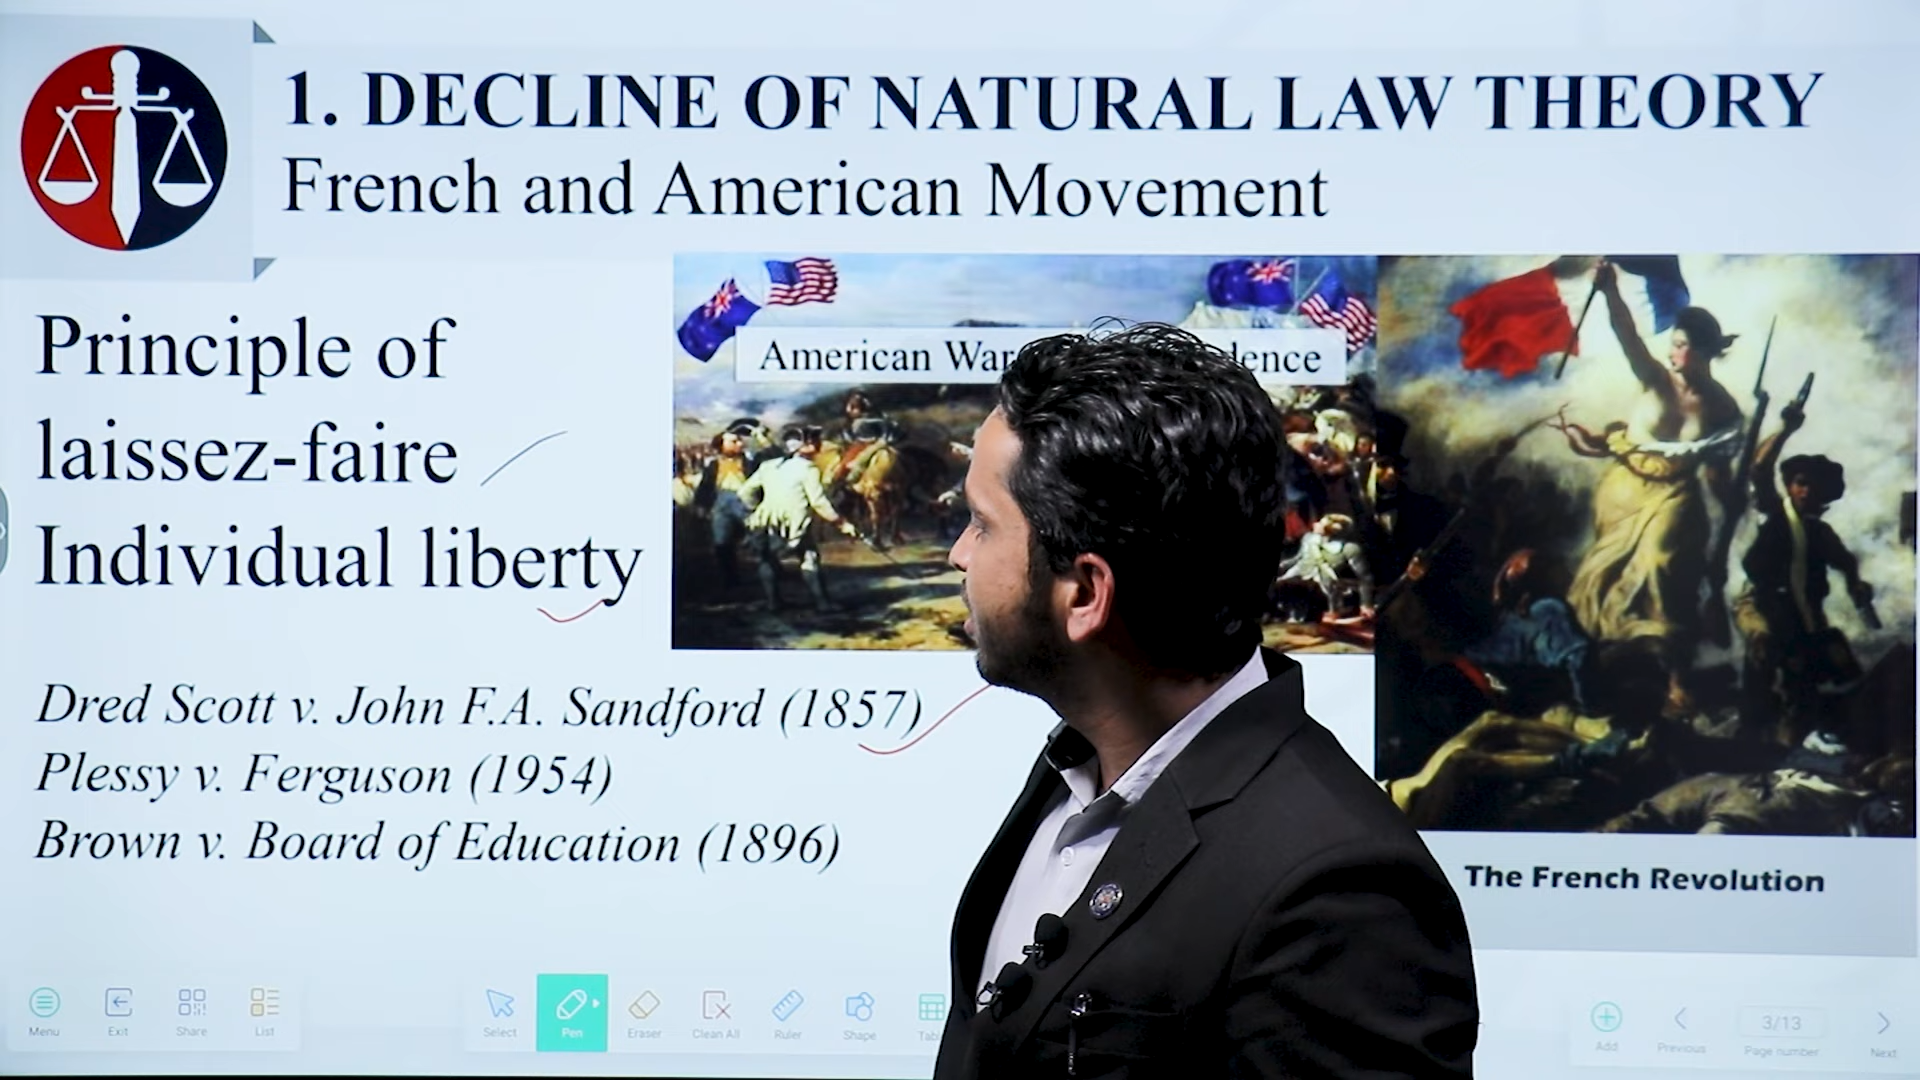 1. DECLINE OF NATURAL LAW THEORY
French and American Movement
Principle of
laissez-faire
Individual liberty
American War dence
Dred Scott v. John F.A. Sandford (1857)
Plessy v. Ferguson (1954)
Brown v. Board of Education (1896)
The French Revolution
Menu Exit Share List Select Pen Eraser Clean All Ruler Shape Tab Add Previous 3/13 Page number Next